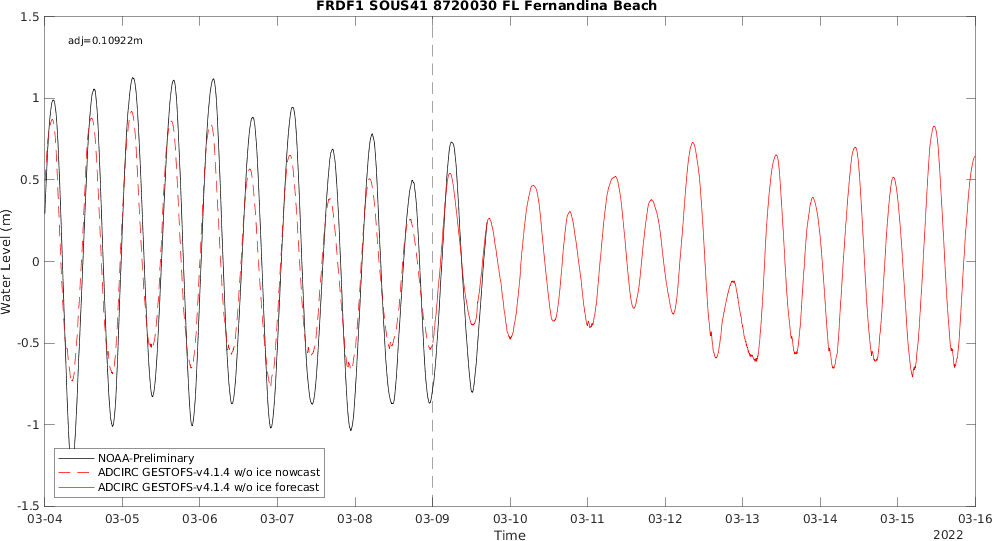 FRDF1 SOUS41 8720030 FL Fernandina Beach
adj=0.10922m
1.5
1
0.5
0
-0.5
-1
-1.5
Water Level (m)
NOAA-Preliminary
ADCIRC GESTOFS-v4.1.4 w/o ice nowcast
ADCIRC GESTOFS-v4.1.4 w/o ice forecast
03-04 03-05 03-06 03-07 03-08 03-09 03-10 03-11 03-12 03-13 03-14 03-15 03-16
Time
2022